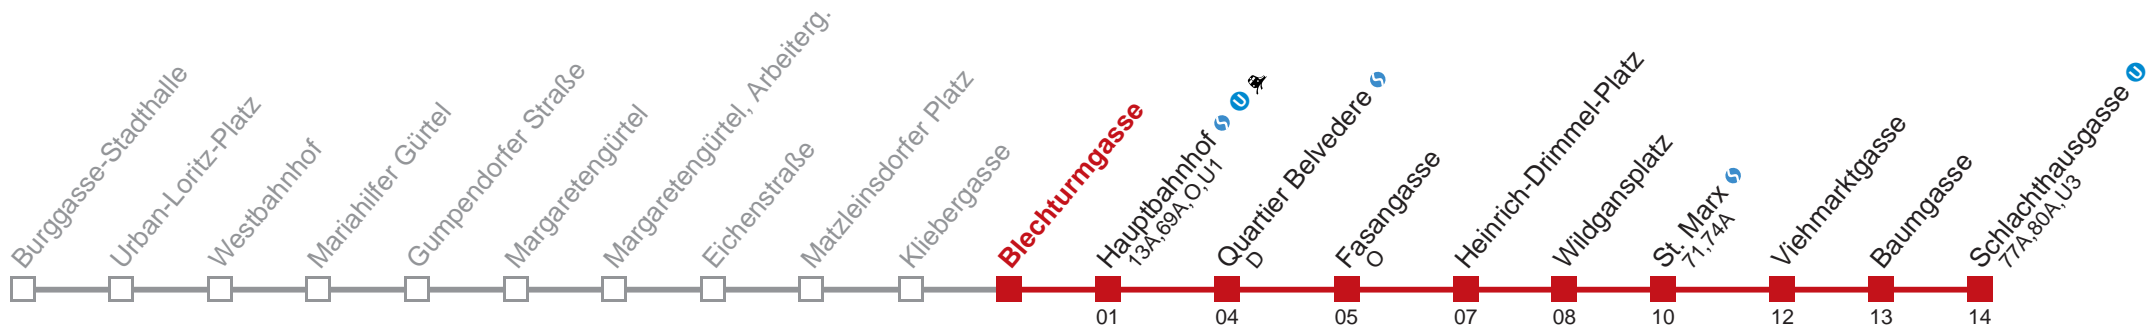 Burggasse-Stadthalle
Urban-Loritz-Platz
Westbahnhof
Mariahilfer Gürtel
Gumpendorfer Straße
Margaretengürtel
Margaretengürtel, Arbeiterg.
Eichenstraße
Matzleinsdorfer Platz
Kliebergasse
Blechturmgasse
Hauptbahnhof S U
13A,69A,O,U1
Quartier Belvedere S
D
Fasangasse
O
Heinrich-Drimmel-Platz
Wildgansplatz
St. Marx S
71,74A
Viehmarktgasse
Baumgasse
Schlachthausgasse U
77A,80A,U3
01 04 05 07 08 10 12 13 14